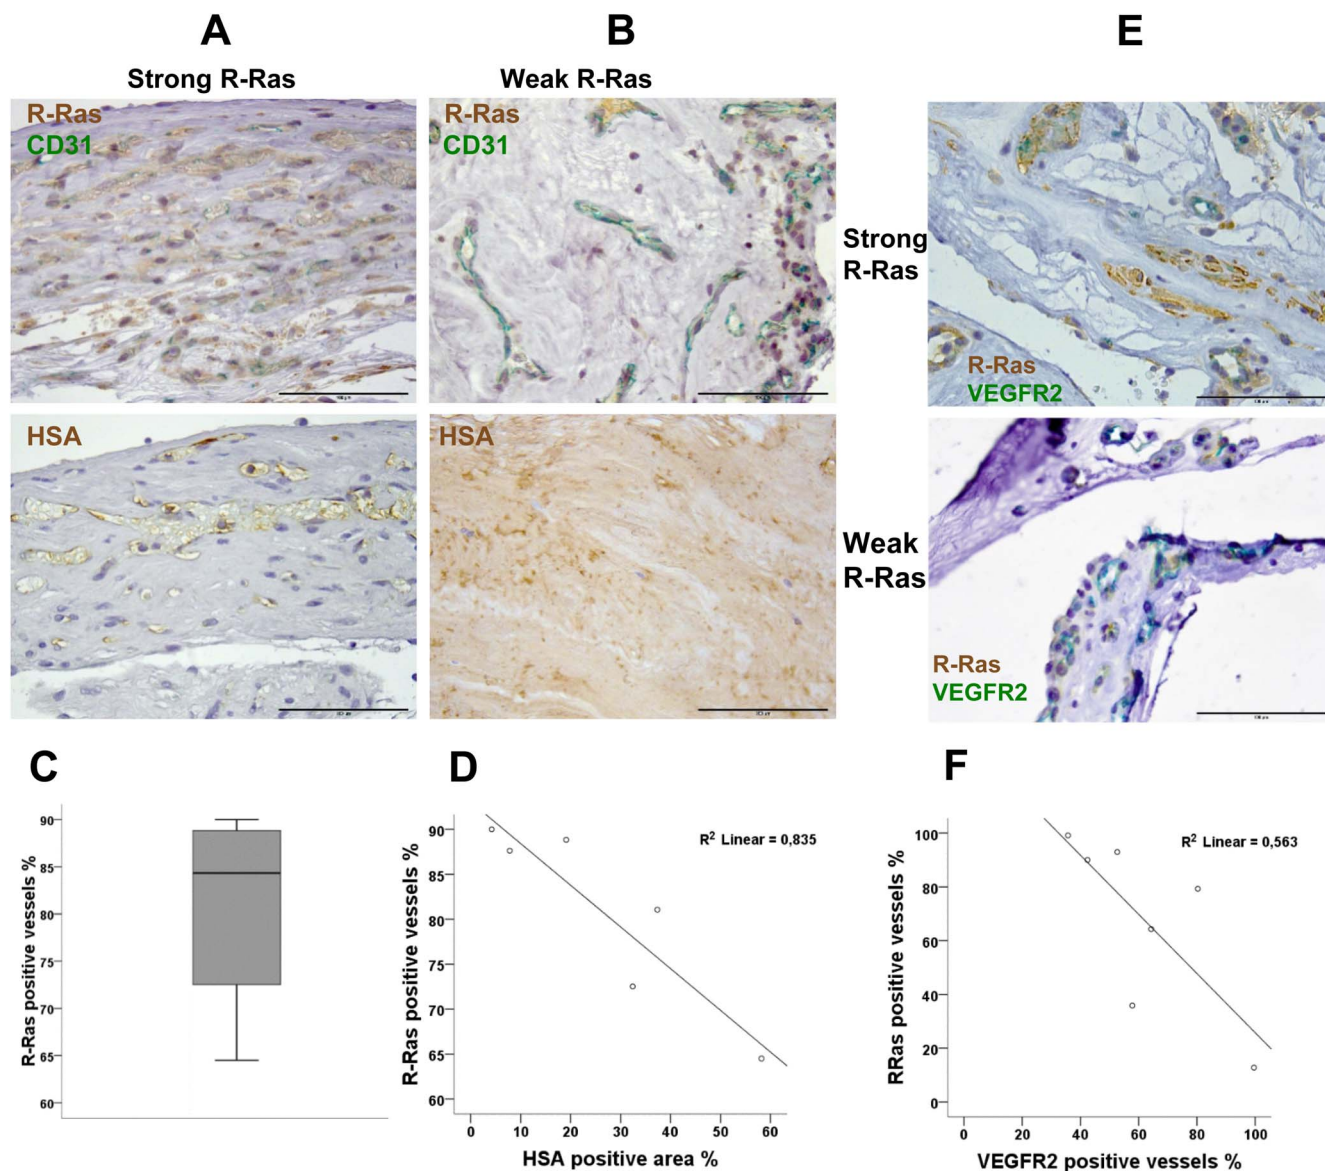 A
B
E
Strong R-Ras
Weak R-Ras
R-Ras
CD31
R-Ras
CD31
Strong
R-Ras
R-Ras
VEGFR2
HSA
HSA
Weak
R-Ras
R-Ras
VEGFR2
C
D
F
R-Ras positive vessels %
90
85
80
75
70
65
60
R-Ras positive vessels %
90
85
80
75
70
65
60
R² Linear = 0,835
0 10 20 30 40 50 60
HSA positive area %
RRas positive vessels %
100
80
60
40
20
0
R² Linear = 0,563
0 20 40 60 80 100
VEGFR2 positive vessels %